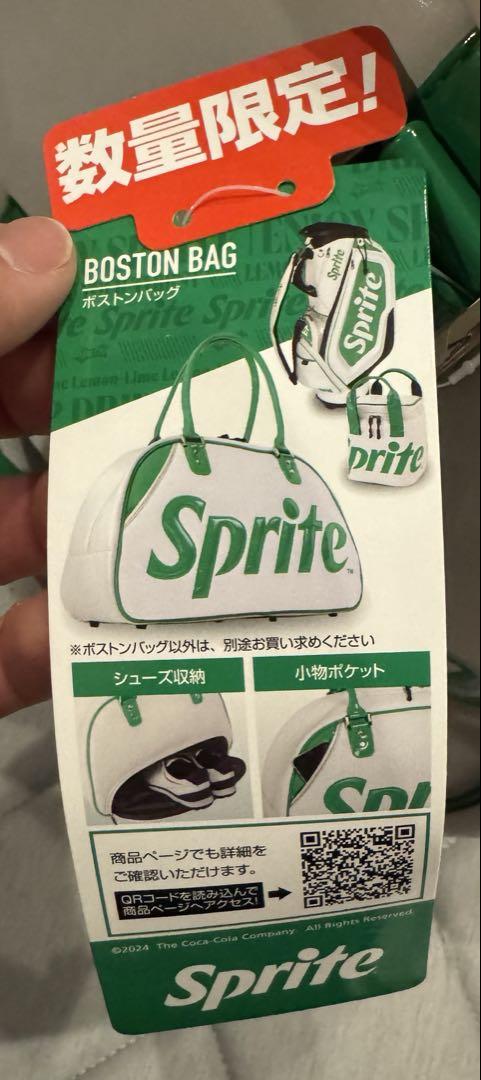 数量限定!
BOSTON BAG
ボストンバッグ
Sprite
Sprite
Sprite
Sprite
※ボストンバッグ以外は、別途お買い求めください
シューズ収納
小物ポケット
商品ページでも詳細を
ご確認いただけます。
QRコードを読み込んで
商品ページへアクセス!
©2024 The Coca-Cola Company. All Rights Reserved.
Sprite